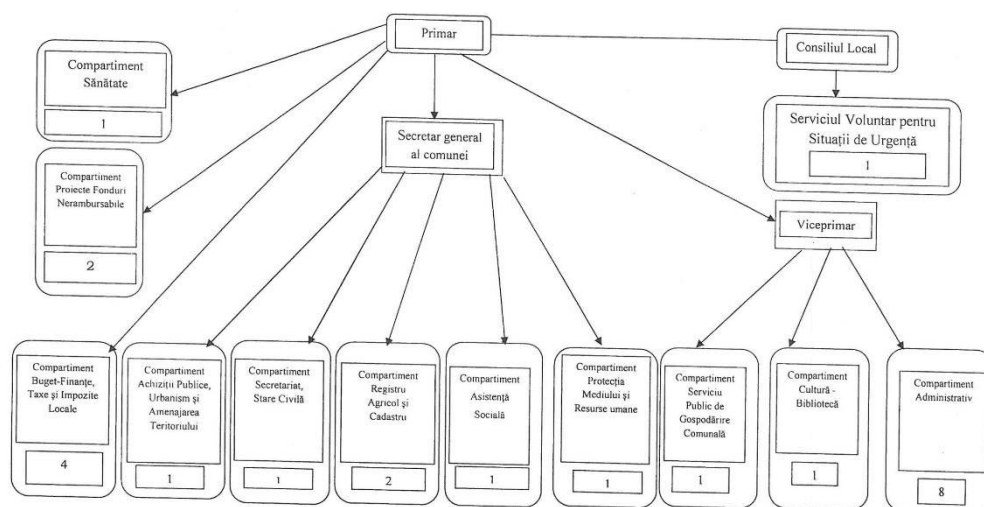 Primar
Consiliul Local
Compartiment
Sănătate
1
Serviciul Voluntar pentru
Situații de Urgență
1
Secretar general
al comunei
Compartiment
Proiecte Fonduri
Nerambursabile
2
Viceprimar
Compartiment
Buget-Finanțe,
Taxe și Impozite
Locale
4
Compartiment
Achiziții Publice,
Urbanism și
Amenajarea
Teritoriului
1
Compartiment
Secretariat,
Stare Civilă
1
Compartiment
Registru
Agricol și
Cadastru
2
Compartiment
Asistență
Socială
1
Compartiment
Protecția
Mediului și
Resurse umane
1
Compartiment
Serviciu
Public de
Gospodărire
Comunală
1
Compartiment
Cultură -
Bibliotecă
1
Compartiment
Administrativ
8